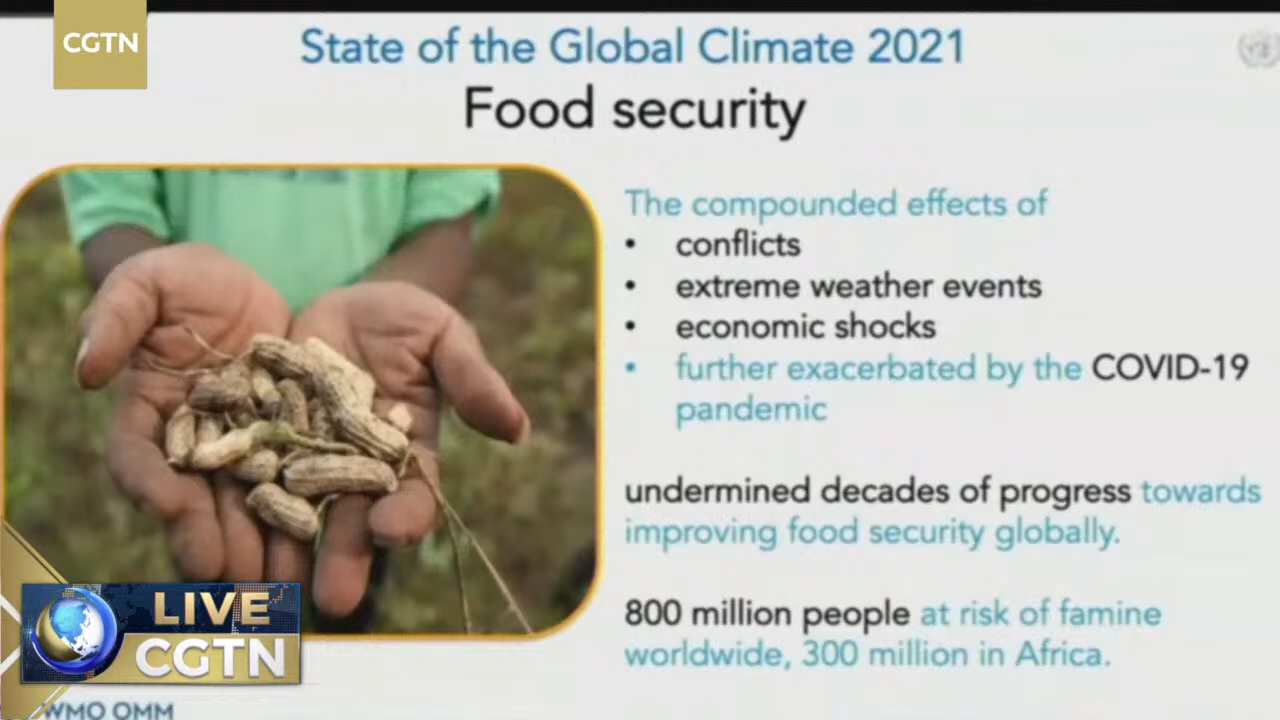 CGTN
State of the Global Climate 2021
Food security
The compounded effects of
• conflicts
• extreme weather events
• economic shocks
• further exacerbated by the COVID-19
pandemic
undermined decades of progress towards
improving food security globally.
800 million people at risk of famine
worldwide, 300 million in Africa.
LIVE
CGTN
WMO OMM